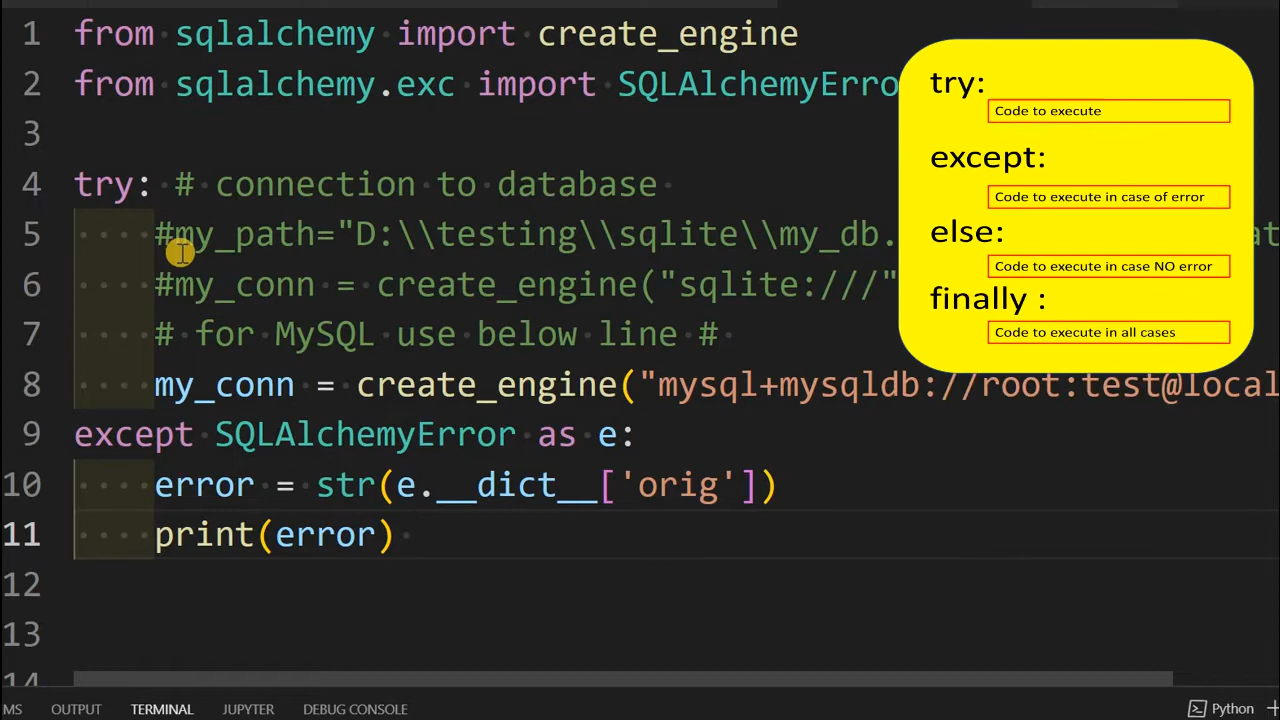 1 from sqlalchemy import create_engine
2 from sqlalchemy.exc import SQLAlchemyErro
3
4 try: # connection to database
5 #my_path="D:\\testing\\sqlite\\my_db. at
6 #my_conn = create_engine("sqlite:///"
7 # for MySQL use below line #
8 my_conn = create_engine("mysql+mysqldb://root:test@local
9 except SQLAlchemyError as e:
10 error = str(e.__dict__['orig'])
11 print(error)
12
13
14
try:
Code to execute
except:
Code to execute in case of error
else:
Code to execute in case NO error
finally :
Code to execute in all cases
MS OUTPUT TERMINAL JUPYTER DEBUG CONSOLE Python